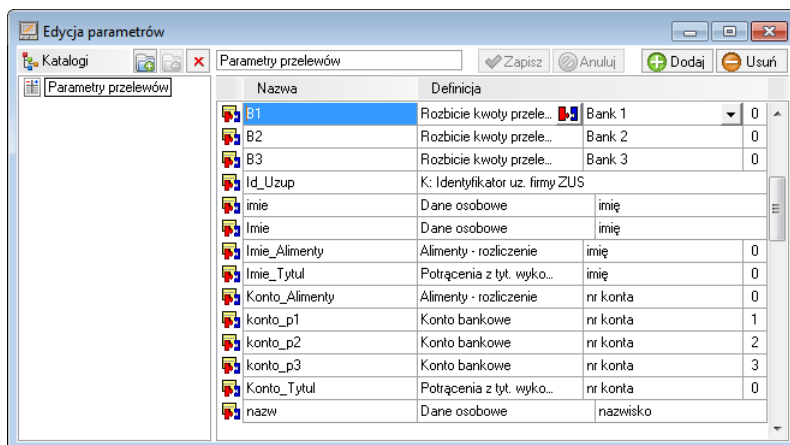 Edycja parametrów
Katalogi Parametry przelewów Zapisz Anuluj Dodaj Usuń
Parametry przelewów
Nazwa Definicja
B1 Rozbicie kwoty przele... Bank 1 0
B2 Rozbicie kwoty przele... Bank 2 0
B3 Rozbicie kwoty przele... Bank 3 0
Id_Uzup K: Identyfikator uz. firmy ZUS
imie Dane osobowe imię
Imie Dane osobowe imię
Imie_Alimenty Alimenty - rozliczenie imię 0
Imie_Tytul Potrącenia z tyt. wyko... imię 0
Konto_Alimenty Alimenty - rozliczenie nr konta 0
konto_p1 Konto bankowe nr konta 1
konto_p2 Konto bankowe nr konta 2
konto_p3 Konto bankowe nr konta 3
Konto_Tytul Potrącenia z tyt. wyko... nr konta 0
nazw Dane osobowe nazwisko